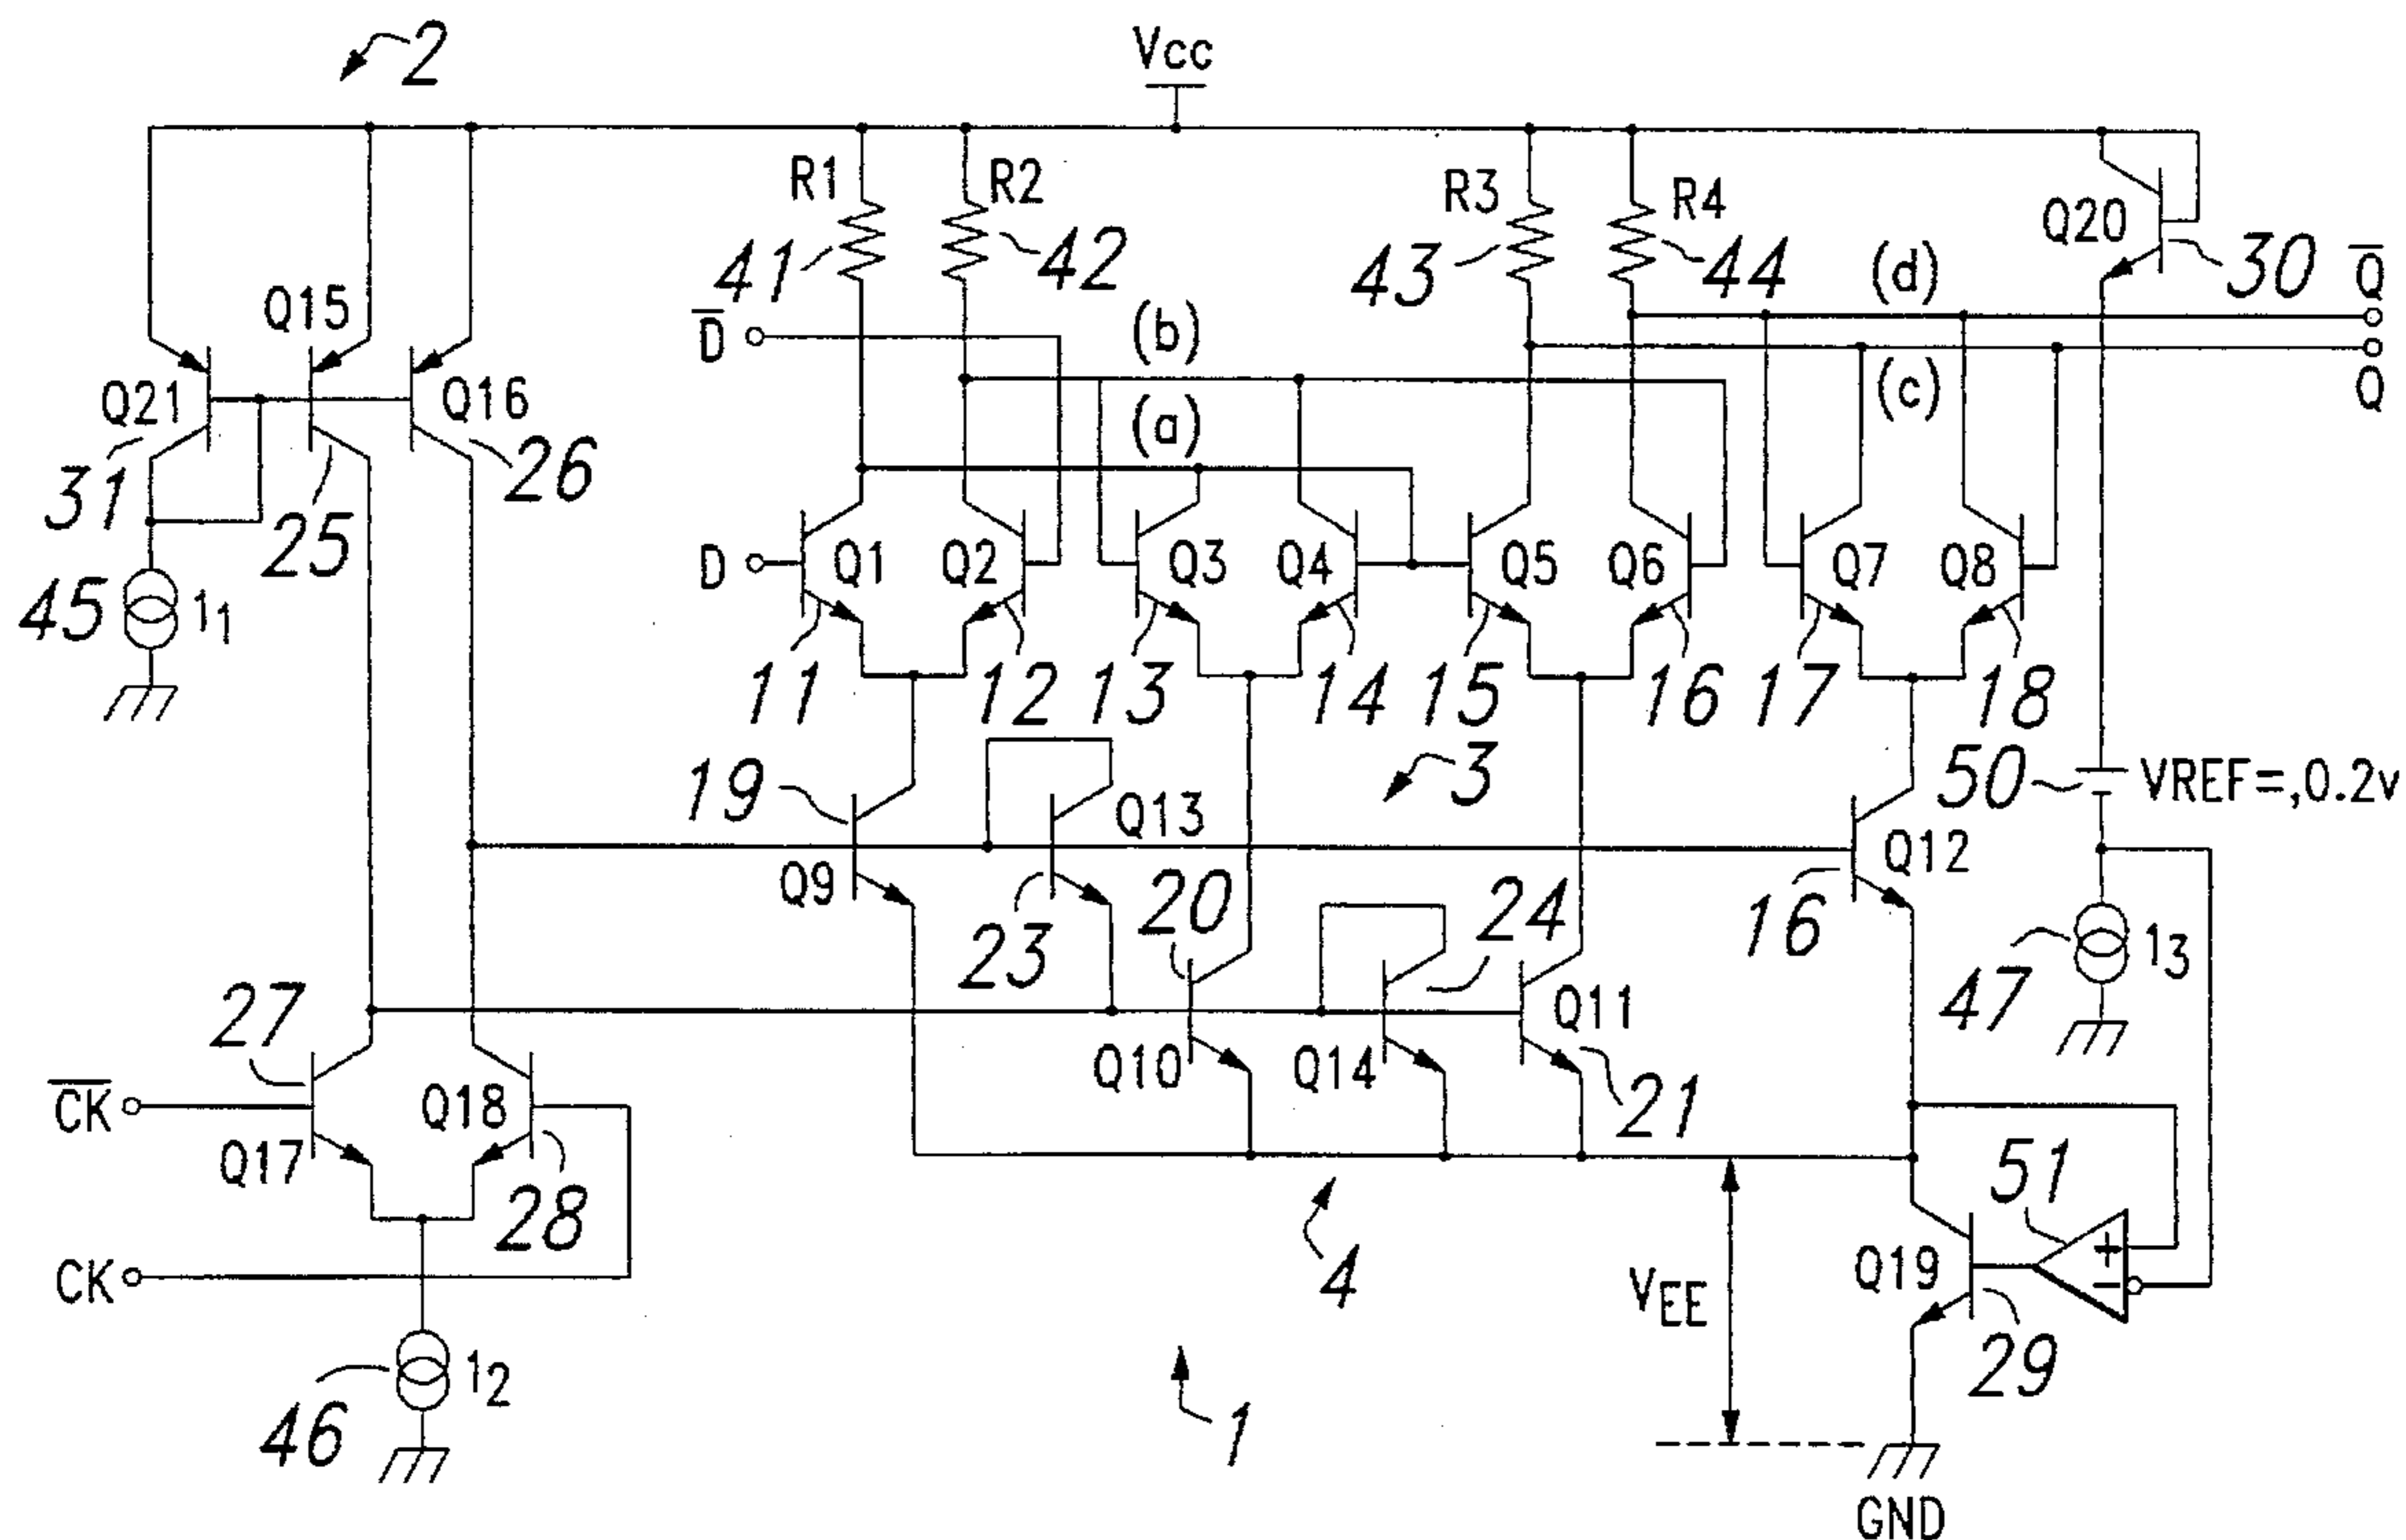 2
Vcc
R1
R2
R3
R4
Q20
41
42
43
44
(d)
30
Q̅
Q15
D̅
(b)
Q21
Q16
(a)
(c)
Q
31
25
26
D
Q1
Q2
Q3
Q4
Q5
Q6
Q7
Q8
45
I1
11
12
13
14
15
16
17
18
19
3
50
VREF=,0.2v
Q13
Q9
20
Q12
23
24
16
I3
27
Q11
47
C̅K̅
Q18
Q10
Q14
21
Q17
51
28
CK
4
VEE
Q19
+
−
46
I2
1
29
GND